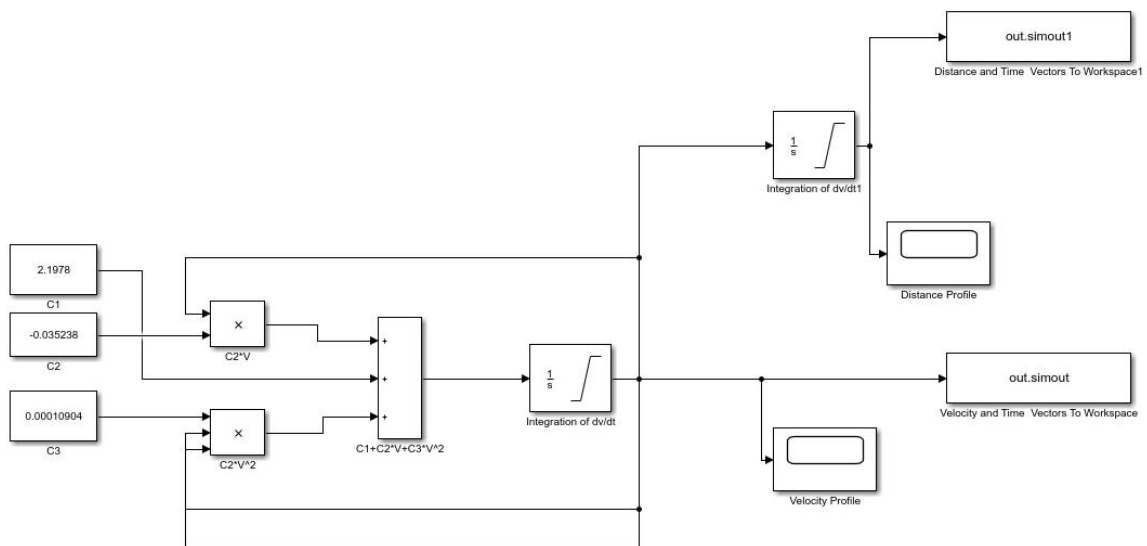 out.simout1
Distance and Time Vectors To Workspace1
1
s
Integration of dv/dt1
Distance Profile
2.1978
C1
-0.035238
C2
×
C2*V
0.00010904
C3
×
C2*V^2
+
+
+
C1+C2*V+C3*V^2
1
s
Integration of dv/dt
out.simout
Velocity and Time Vectors To Workspace
Velocity Profile